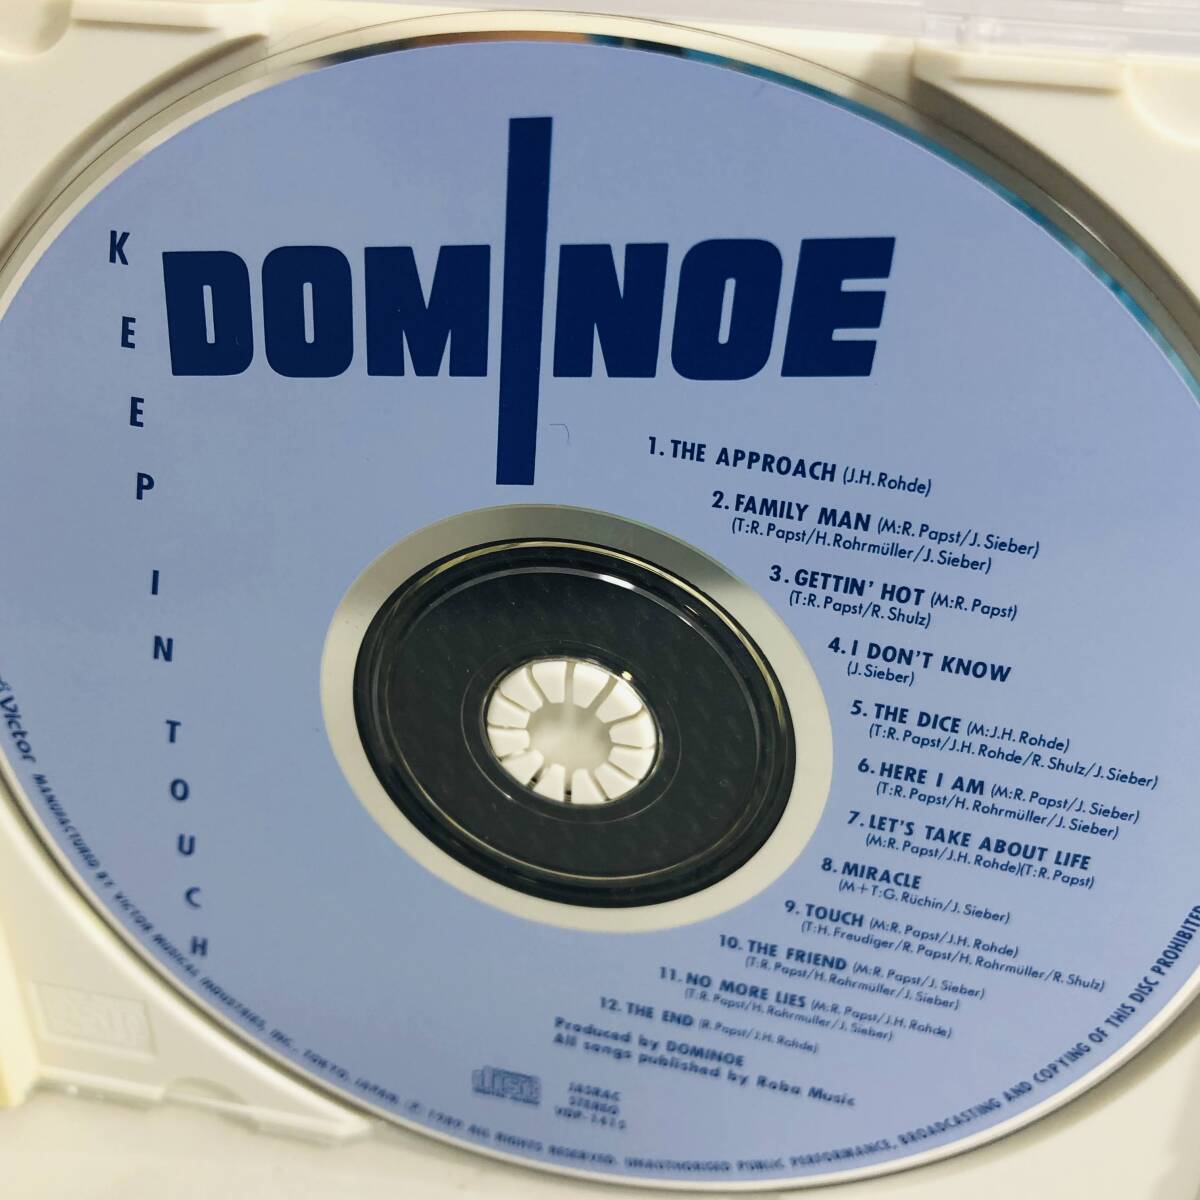 KEEP IN TOUCH
DOMINOE
1. THE APPROACH (J.H.Rohde)
2. FAMILY MAN (M:R. Papst/J. Sieber)
(T:R. Papst/H.Rohrmüller/J. Sieber)
3. GETTIN' HOT (M:R. Papst)
(T:R. Papst/R. Shulz)
4. I DON'T KNOW
(J.Sieber)
5. THE DICE (M:J.H. Rohde)
(T:R. Papst/J.H. Rohde/R. Shulz/J. Sieber)
6. HERE I AM (M:R. Papst/J. Sieber)
(T:R. Papst/H. Rohrmüller/J. Sieber)
7. LET'S TAKE ABOUT LIFE
(M:R. Papst/J.H. Rohde)(T:R. Papst)
8. MIRACLE
(M+T:G. Rüchin/J. Sieber)
9. TOUCH (M:R. Papst/J.H. Rohde)
(T:H. Freudiger/R. Papst/H. Rohrmüller/R. Shulz)
10. THE FRIEND (M:R. Papst/J. Sieber)
(T:R. Papst/H. Rohrmüller/J. Sieber)
11. NO MORE LIES (M:R. Papst/J.H. Rohde)
(T:R. Papst/H. Rohrmüller/J. Sieber)
12. THE END (R. Papst/J.H. Rohde)
Produced by DOMINOE
All songs published by Roba Music
JASRAC
STEREO
VDP-1415
Victor MANUFACTURED BY VICTOR MUSICAL INDUSTRIES, INC., TOKYO, JAPAN Ⓟ ALL RIGHTS RESERVED. UNAUTHORISED PUBLIC PERFORMANCE, BROADCASTING AND COPYING OF THIS DISC PROHIBITED